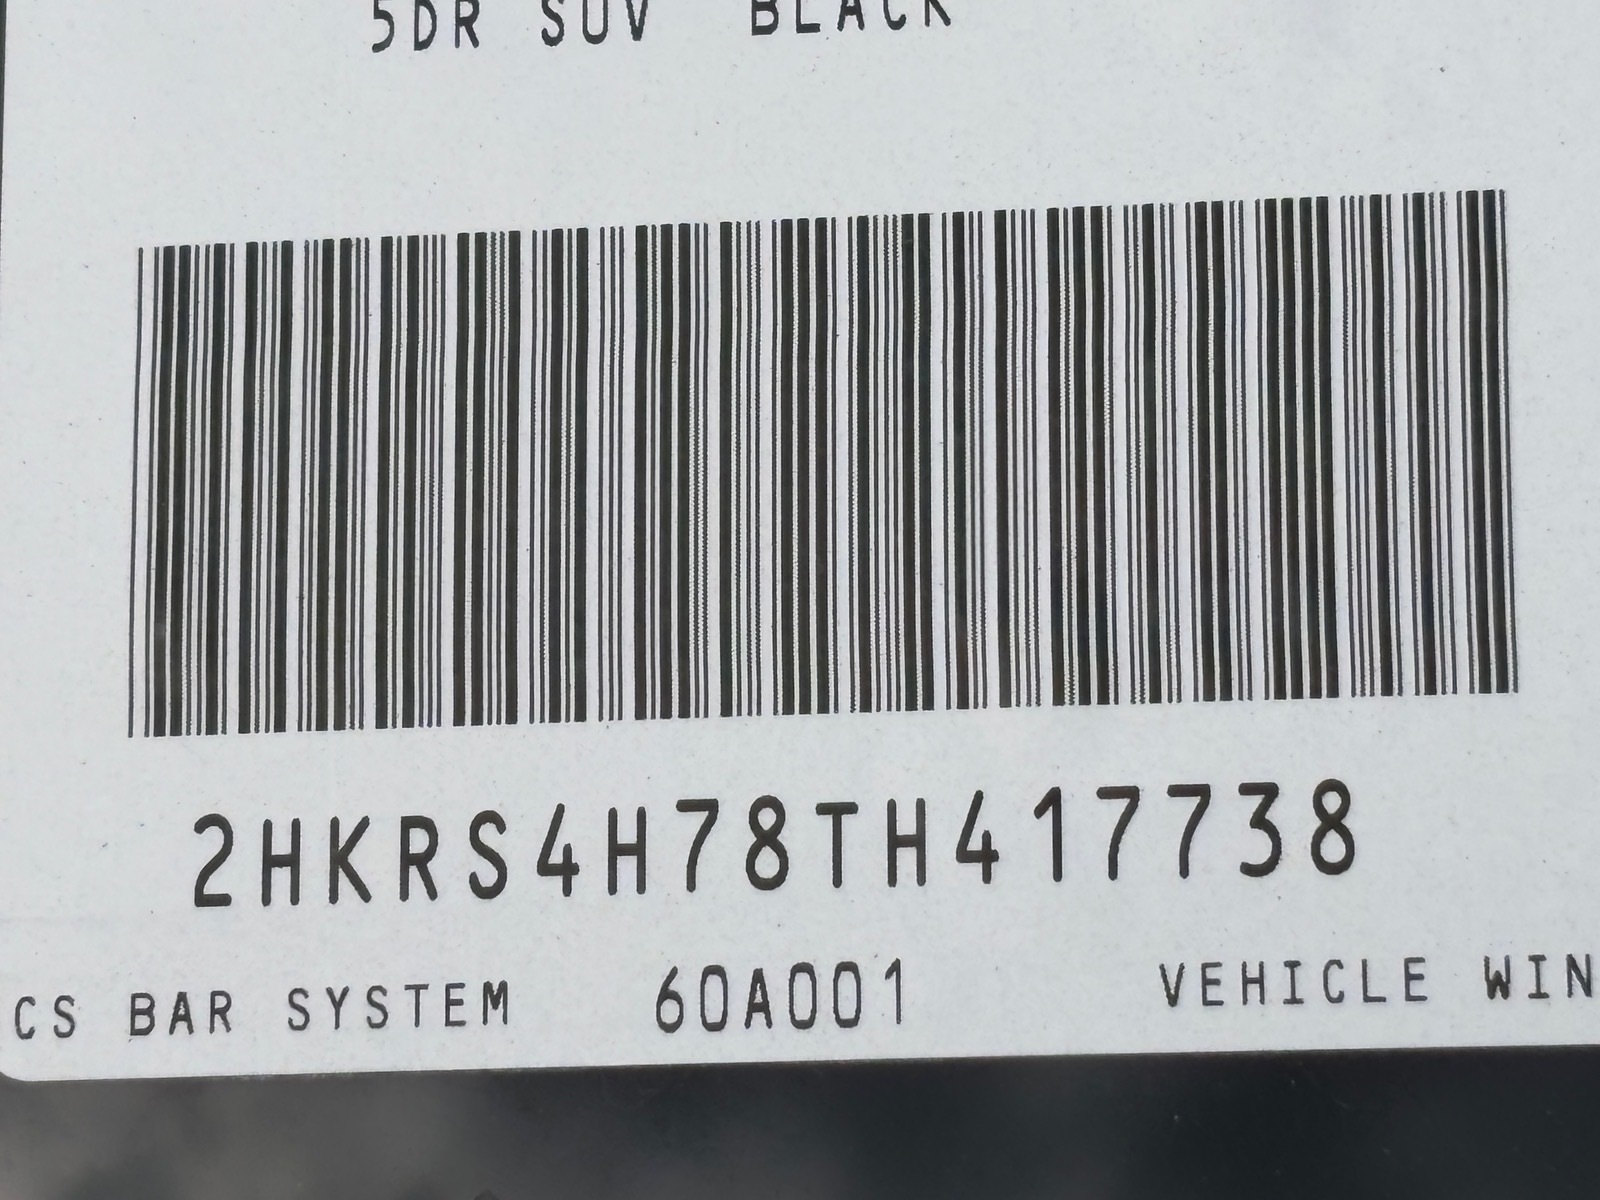 5DR SUV BLACK
2HKRS4H78TH417738
CS BAR SYSTEM 60A001 VEHICLE WIN